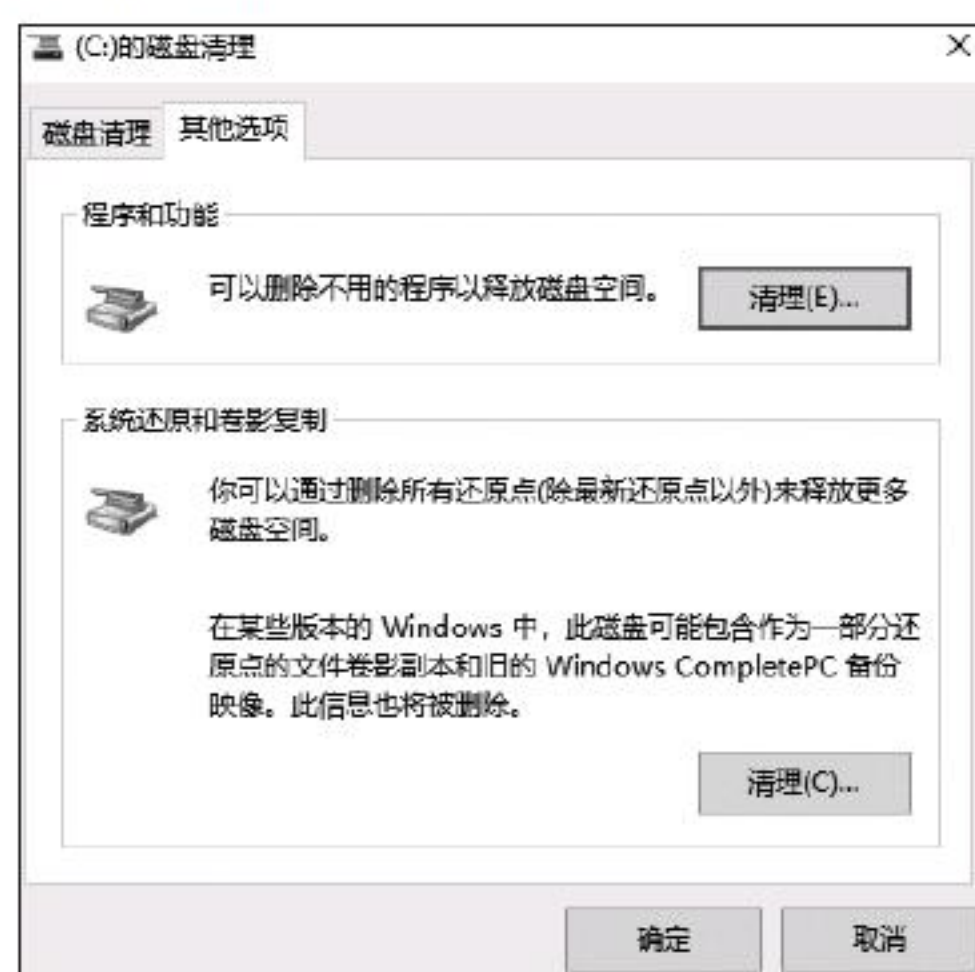 (C:)的磁盘清理
磁盘清理 其他选项
程序和功能
可以删除不用的程序以释放磁盘空间。 清理(E)...
系统还原和卷影复制
你可以通过删除所有还原点(除最新还原点以外)来释放更多
磁盘空间。
在某些版本的 Windows 中，此磁盘可能包含作为一部分还
原点的文件卷影副本和旧的 Windows CompletePC 备份
映像。此信息也将被删除。
清理(C)...
确定 取消